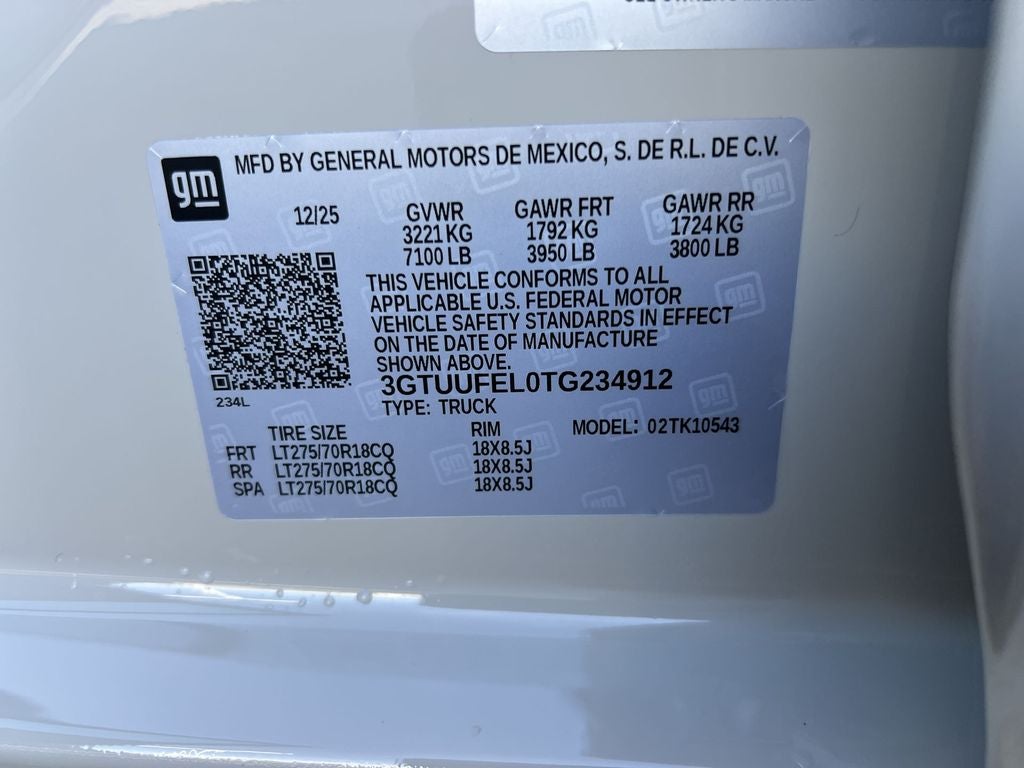 gm
MFD BY GENERAL MOTORS DE MEXICO, S. DE R.L. DE C.V.
12/25
GVWR GAWR FRT GAWR RR
3221 KG 1792 KG 1724 KG
7100 LB 3950 LB 3800 LB
THIS VEHICLE CONFORMS TO ALL
APPLICABLE U.S. FEDERAL MOTOR
VEHICLE SAFETY STANDARDS IN EFFECT
ON THE DATE OF MANUFACTURE
SHOWN ABOVE.
3GTUUFEL0TG234912
234L
TYPE: TRUCK
TIRE SIZE RIM MODEL: 02TK10543
FRT LT275/70R18CQ 18X8.5J
RR LT275/70R18CQ 18X8.5J
SPA LT275/70R18CQ 18X8.5J